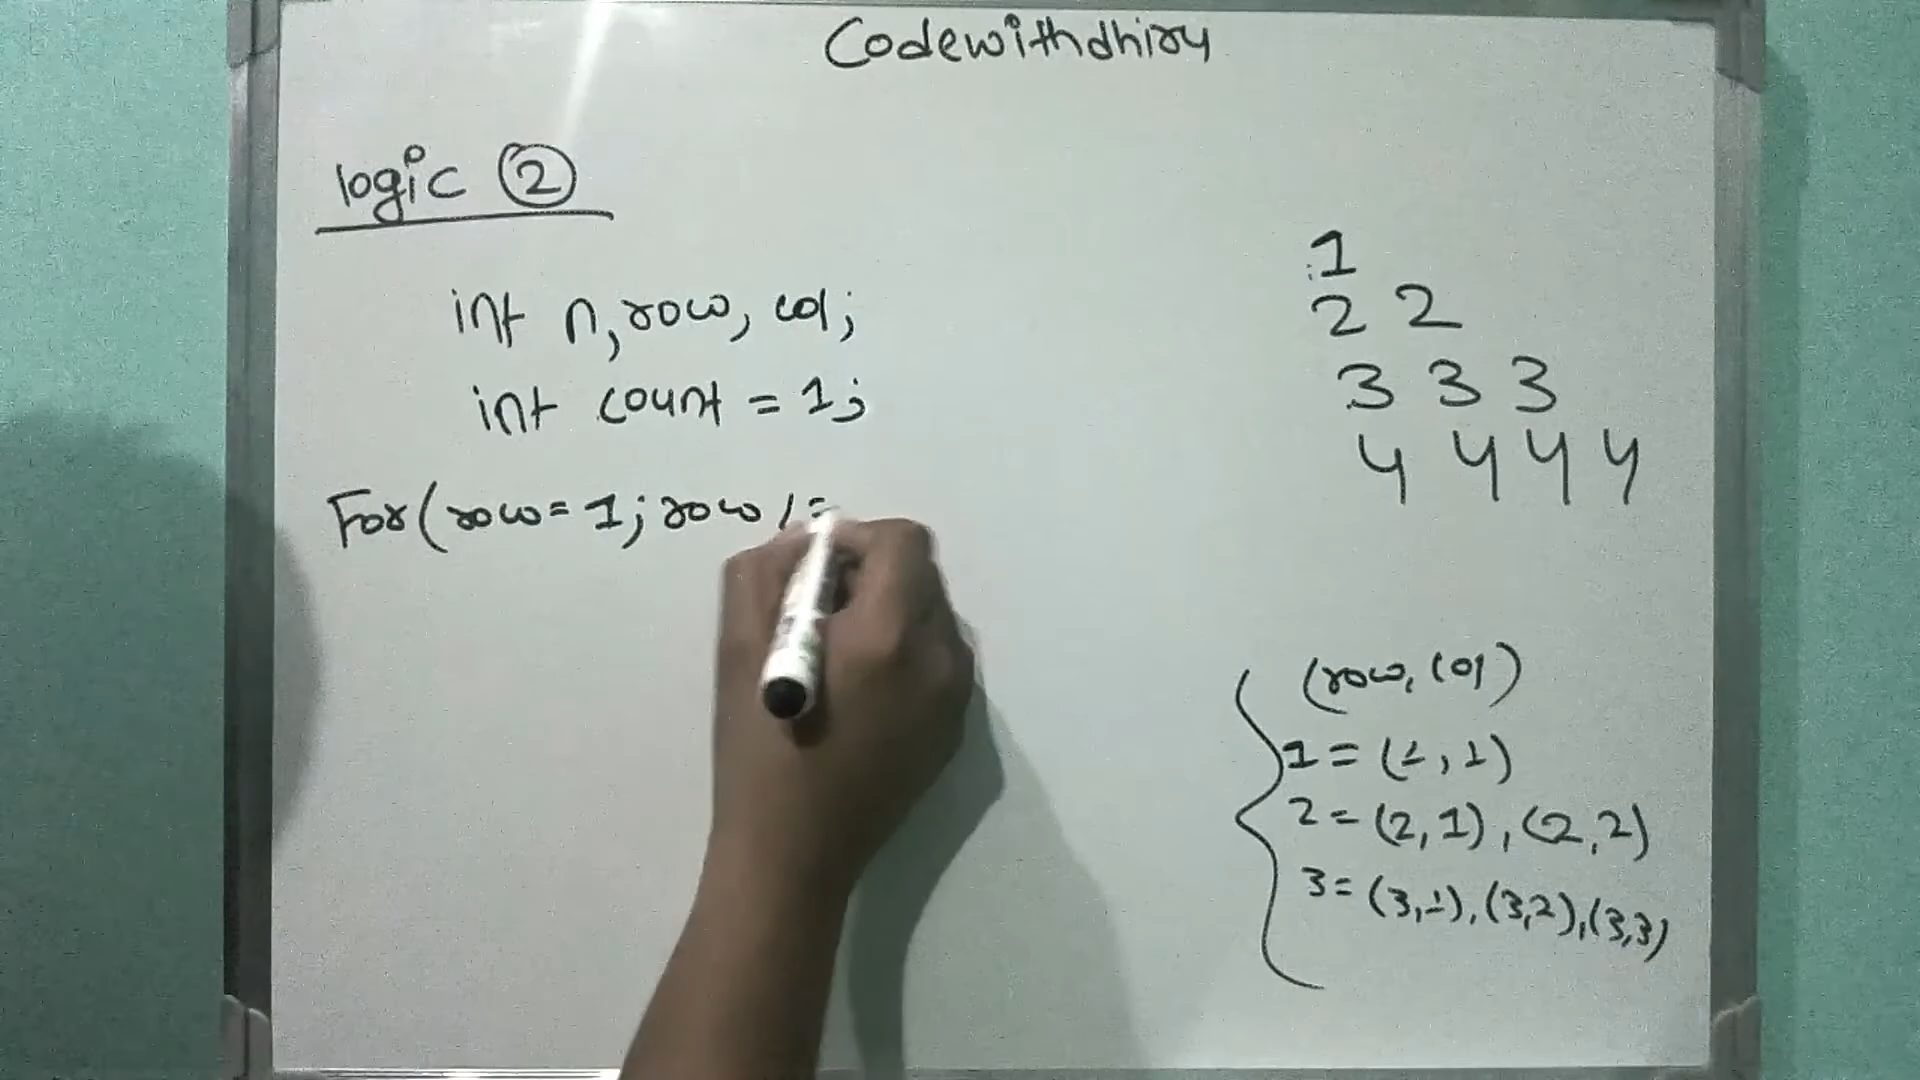 Codewithdhiru
logic 2
int n, row, col;
int count = 1;
For(row = 1; row
1
2 2
3 3 3
4 4 4 4
(row, col)
1 = (1, 1)
2 = (2, 1), (2, 2)
3 = (3,1), (3,2), (3,3)